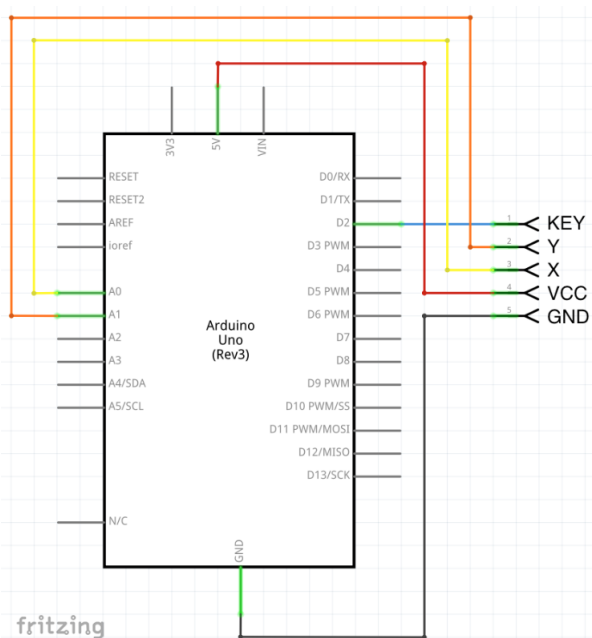 3V3
5V
VIN
RESET
RESET2
AREF
ioref
A0
A1
A2
A3
A4/SDA
A5/SCL
N/C
Arduino
Uno
(Rev3)
D0/RX
D1/TX
D2
D3 PWM
D4
D5 PWM
D6 PWM
D7
D8
D9 PWM
D10 PWM/SS
D11 PWM/MOSI
D12/MISO
D13/SCK
GND
1 KEY
2 Y
3 X
4 VCC
5 GND
fritzing